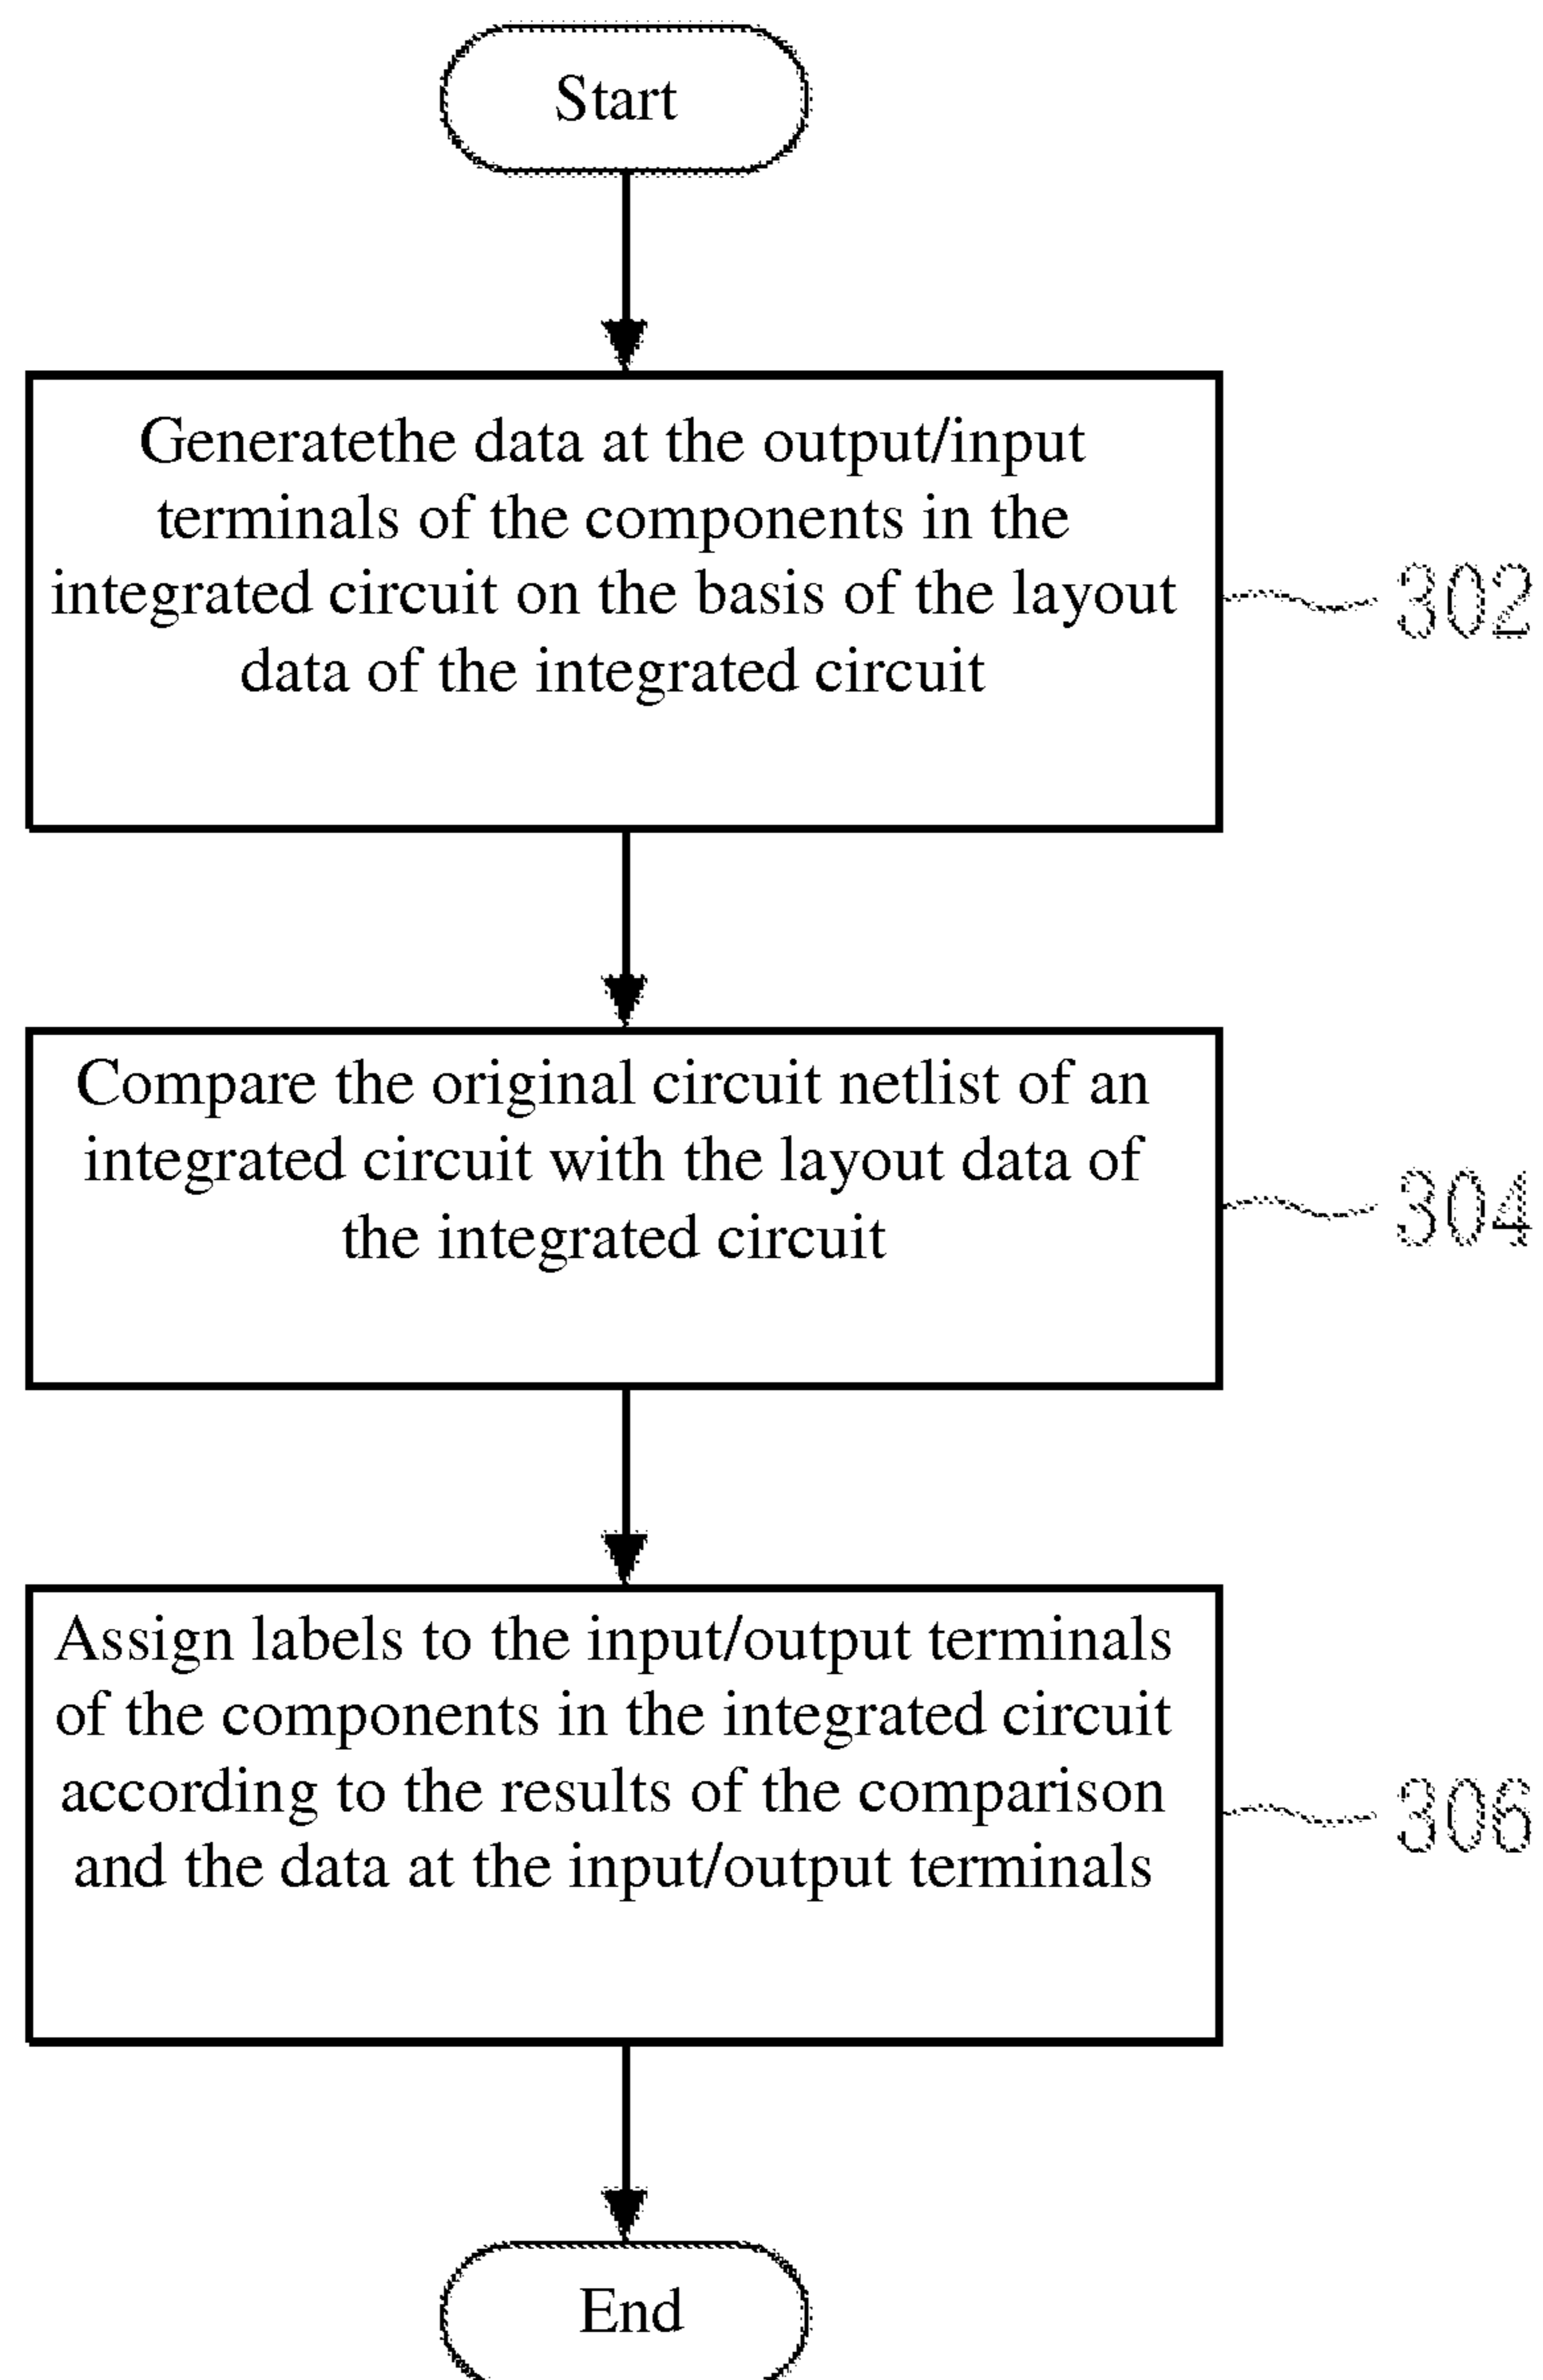 Start
Generatethe data at the output/input
terminals of the components in the
integrated circuit on the basis of the layout
data of the integrated circuit
302
Compare the original circuit netlist of an
integrated circuit with the layout data of
the integrated circuit
304
Assign labels to the input/output terminals
of the components in the integrated circuit
according to the results of the comparison
and the data at the input/output terminals
306
End